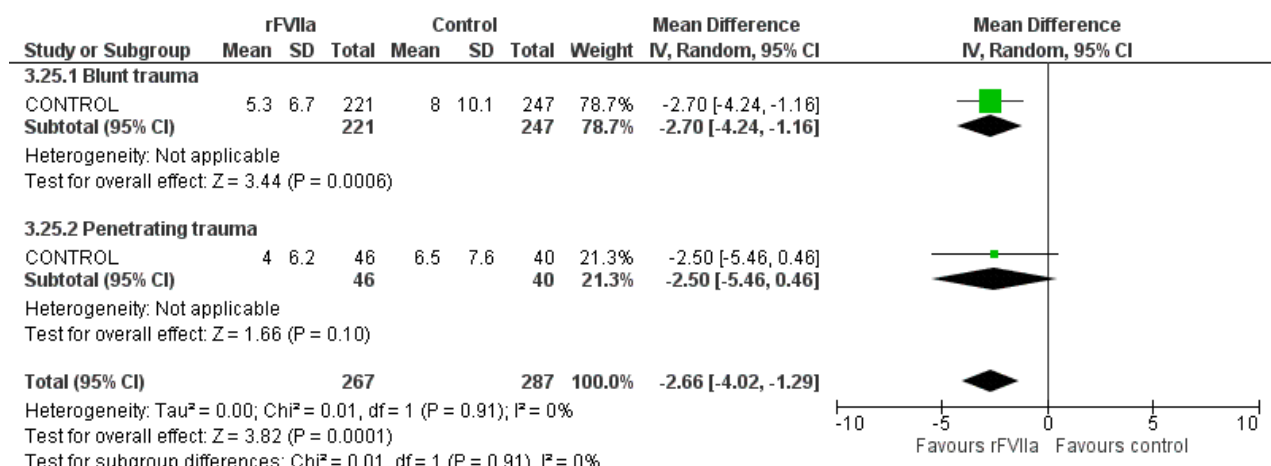 rFVIIa Control Mean Difference Mean Difference
Study or Subgroup Mean SD Total Mean SD Total Weight IV, Random, 95% CI IV, Random, 95% CI
3.25.1 Blunt trauma
CONTROL 5.3 6.7 221 8 10.1 247 78.7% -2.70 [-4.24, -1.16]
Subtotal (95% CI) 221 247 78.7% -2.70 [-4.24, -1.16]
Heterogeneity: Not applicable
Test for overall effect: Z = 3.44 (P = 0.0006)
3.25.2 Penetrating trauma
CONTROL 4 6.2 46 6.5 7.6 40 21.3% -2.50 [-5.46, 0.46]
Subtotal (95% CI) 46 40 21.3% -2.50 [-5.46, 0.46]
Heterogeneity: Not applicable
Test for overall effect: Z = 1.66 (P = 0.10)
Total (95% CI) 267 287 100.0% -2.66 [-4.02, -1.29]
Heterogeneity: Tau² = 0.00; Chi² = 0.01, df = 1 (P = 0.91); I² = 0%
Test for overall effect: Z = 3.82 (P = 0.0001)
Test for subgroup differences: Chi² = 0.01, df = 1 (P = 0.91), I² = 0%
-10 -5 0 5 10
Favours rFVIIa Favours control